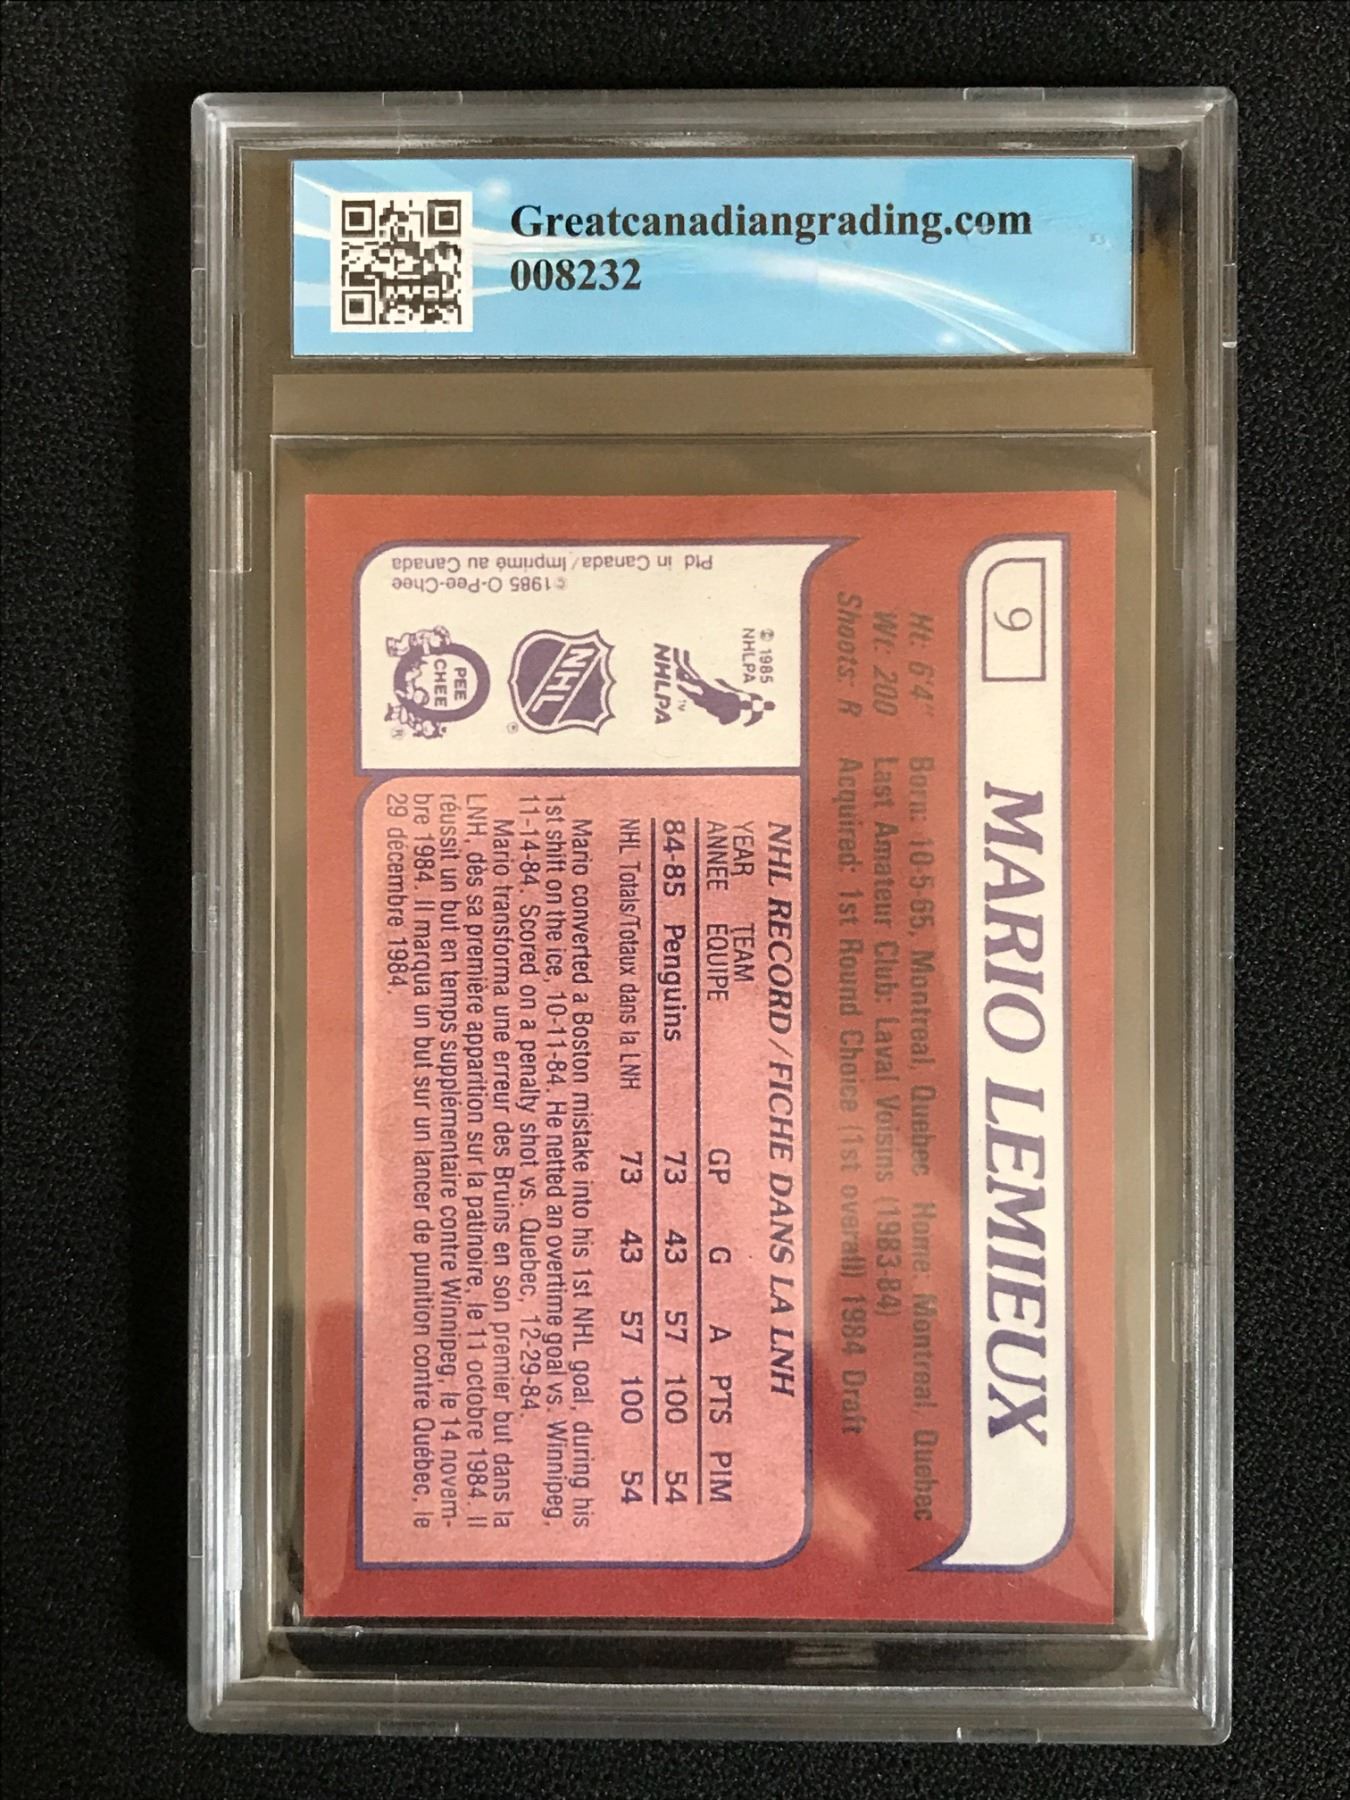 Greatcanadiangrading.com
008232
9
MARIO LEMIEUX
Ht: 6'4" Born: 10-5-65, Montreal, Quebec Home: Montreal, Quebec
Wt: 200 Last Amateur Club: Laval Voisins (1983-84)
Shoots: R Acquired: 1st Round Choice (1st overall) 1984 Draft
NHL RECORD/FICHE DANS LA LNH
YEAR TEAM
ANNEE EQUIPE GP G A PTS PIM
84-85 Penguins 73 43 57 100 54
NHL Totals/Totaux dans la LNH 73 43 57 100 54
Mario converted a Boston mistake into his 1st NHL goal, during his
1st shift on the ice, 10-11-84. He netted an overtime goal vs. Winnipeg,
11-14-84. Scored on a penalty shot vs. Quebec, 12-29-84.
Mario transforma une erreur des Bruins en son premier but dans la
LNH, dès sa première apparition sur la patinoire, le 11 octobre 1984. Il
réussit un but en temps supplémentaire contre Winnipeg, le 14 novem-
bre 1984. Il marqua un but sur un lancer de punition contre Québec, le
29 décembre 1984.
© 1985
NHLPA
NHLPA™
NHL®
PEE
CHEE®
© 1985 O-Pee-Chee
Ptd in Canada/Imprimé au Canada